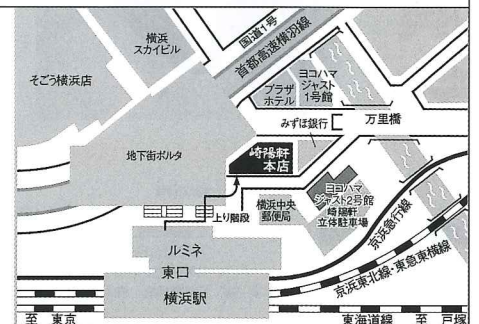 そごう横浜店
横浜
スカイビル
国道1号
首都高速横羽線
プラザ
ホテル
ヨコハマ
ジャスト
1号館
みずほ銀行
万里橋
地下街ポルタ
崎陽軒
本店
上り階段
横浜中央
郵便局
ヨコハマ
ジャスト2号館
崎陽軒
立体駐車場
京浜急行線
京浜東北線・東急東横線
ルミネ
東口
横浜駅
至 東京
東海道線
至 戸塚